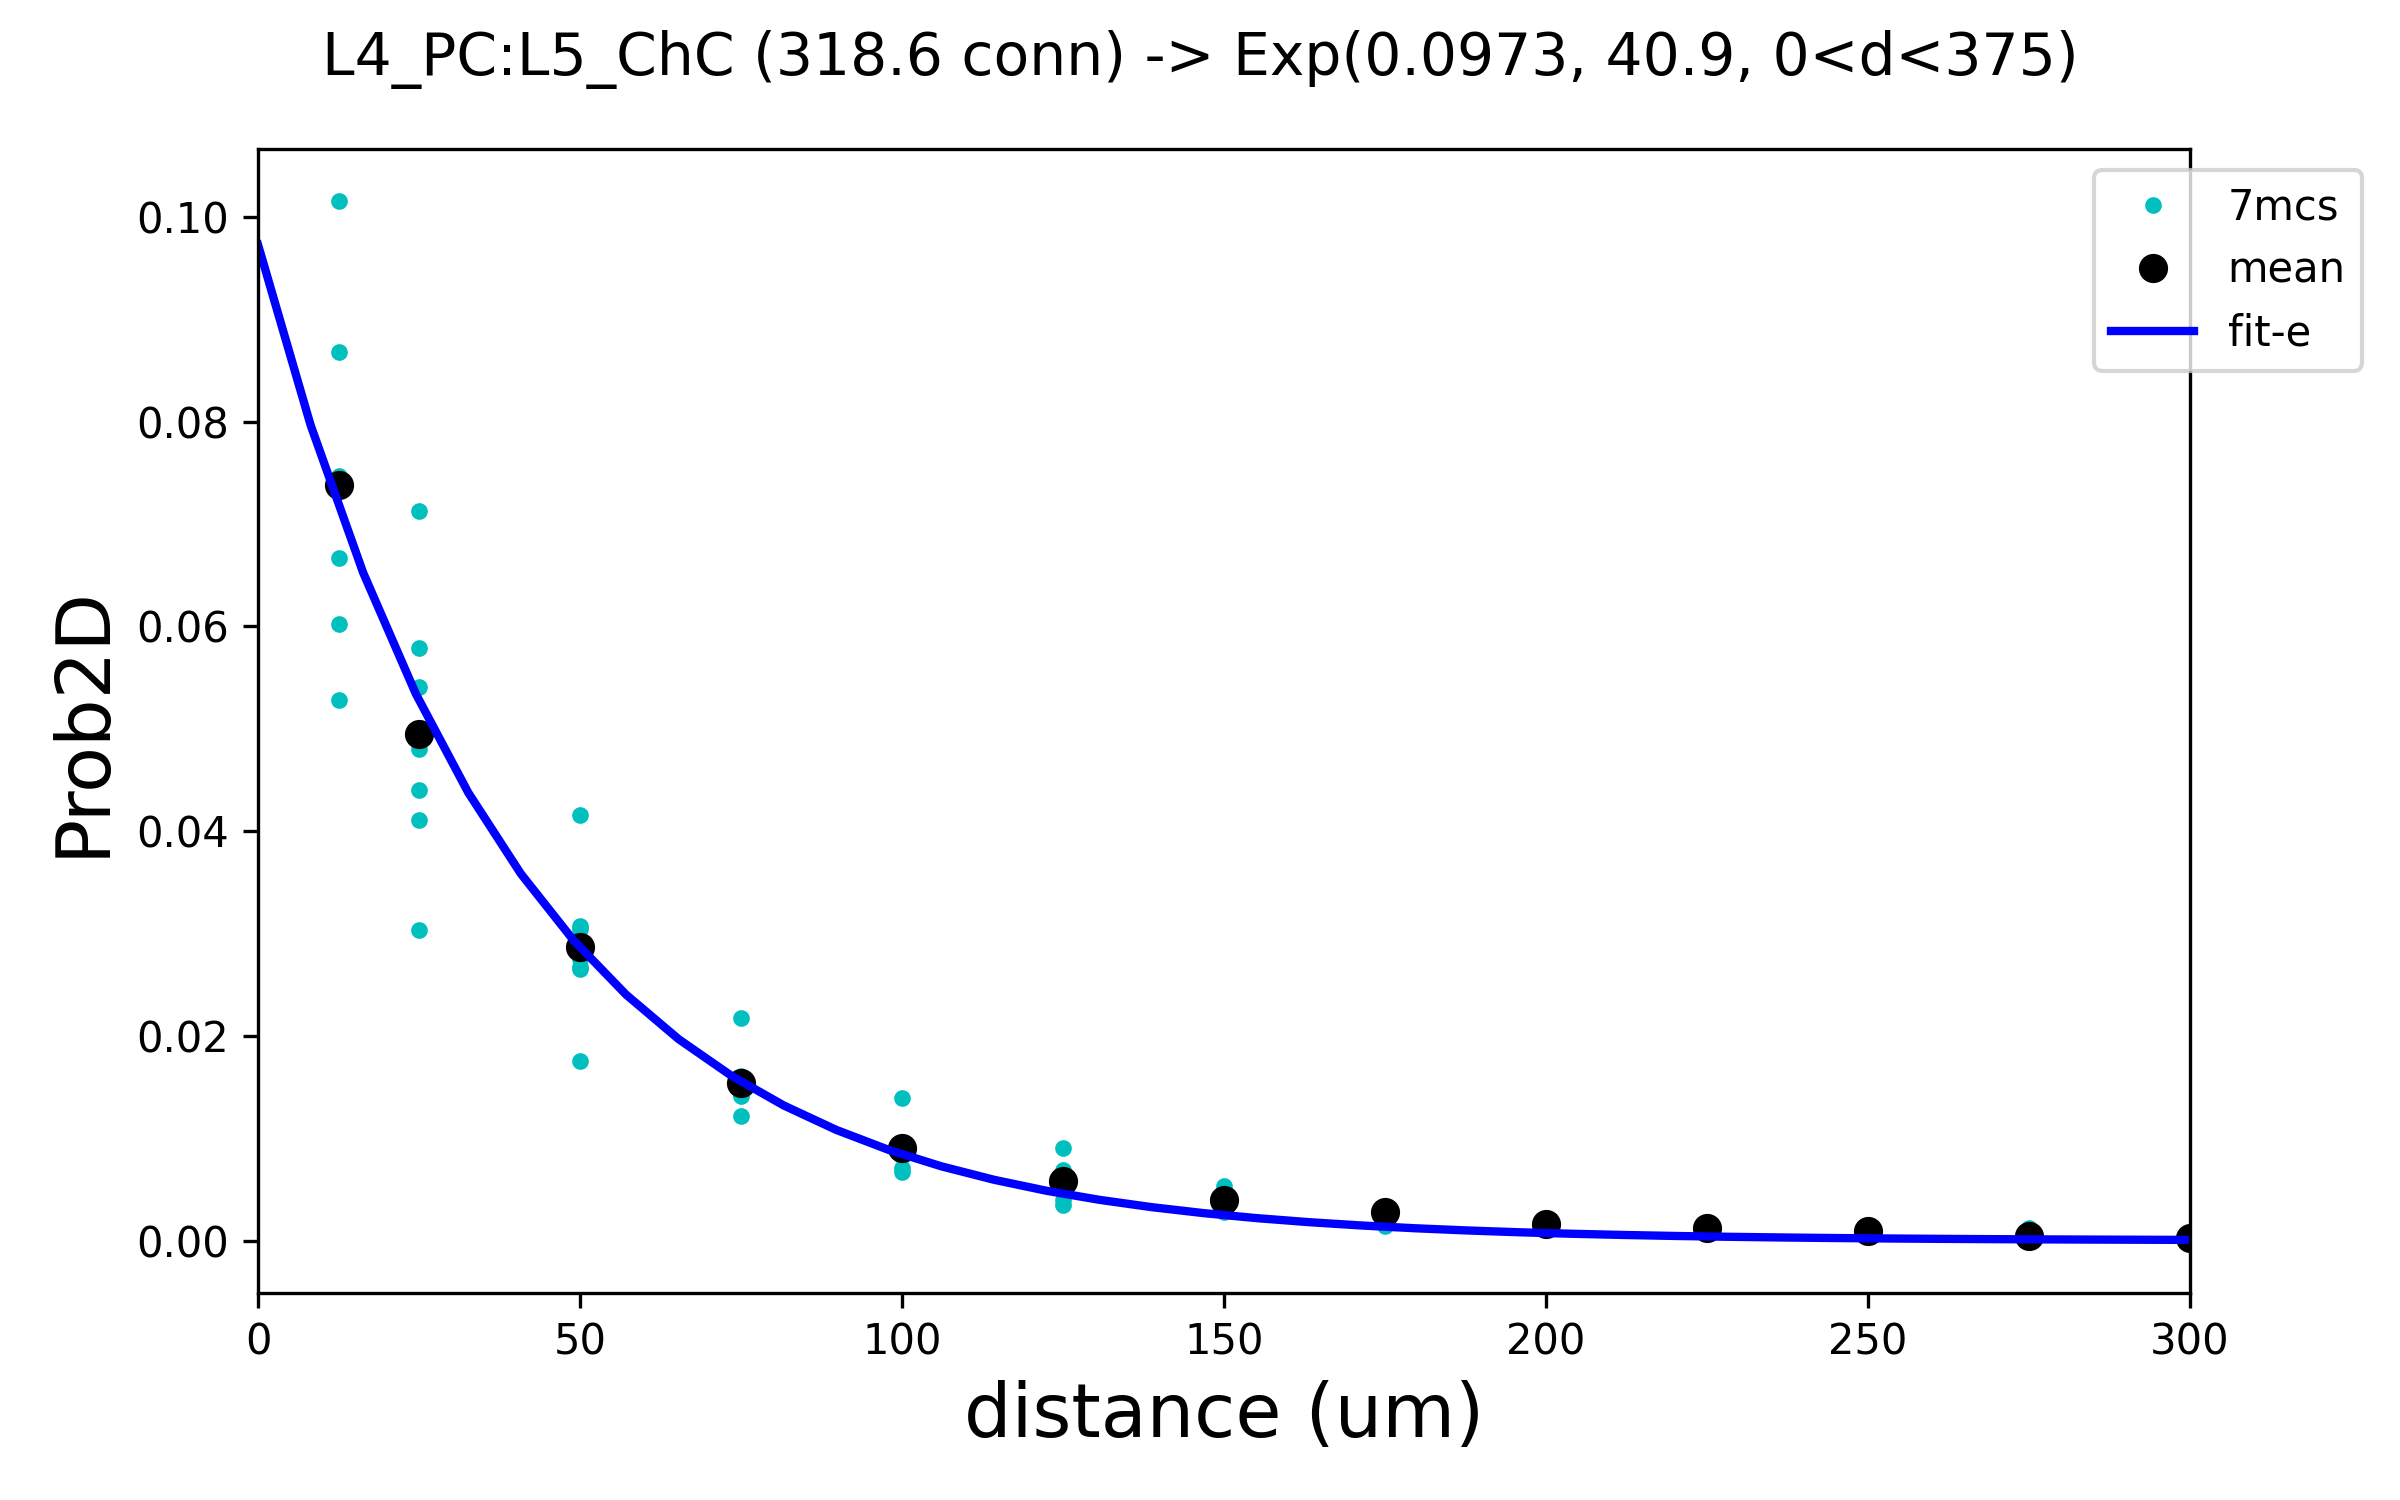 L4_PC:L5_ChC (318.6 conn) -> Exp(0.0973, 40.9, 0<d<375)
7mcs
mean
fit-e
Prob2D
0.10
0.08
0.06
0.04
0.02
0.00
0 50 100 150 200 250 300
distance (um)